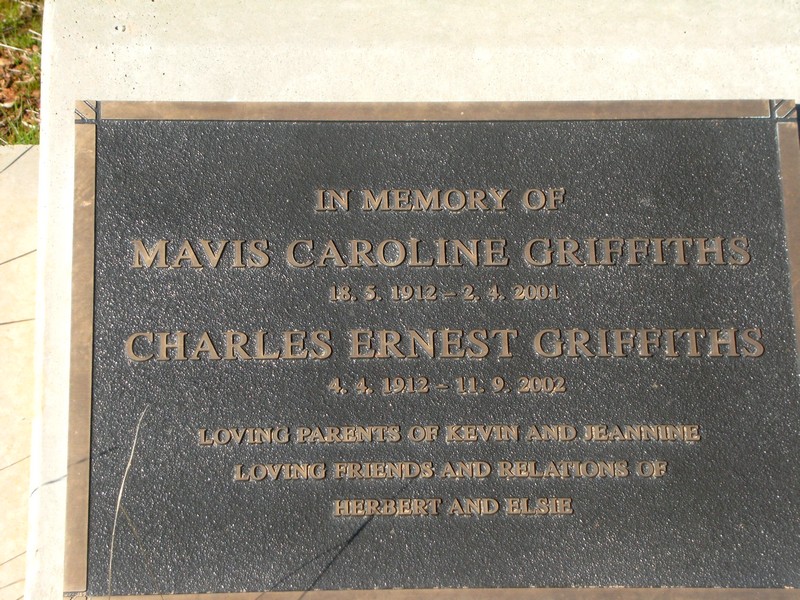 IN MEMORY OF
MAVIS CAROLINE GRIFFITHS
18. 5. 1912 – 2. 4. 2001
CHARLES ERNEST GRIFFITHS
4. 4. 1912 – 11. 9. 2002
LOVING PARENTS OF KEVIN AND JEANNINE
LOVING FRIENDS AND RELATIONS OF
HERBERT AND ELSIE